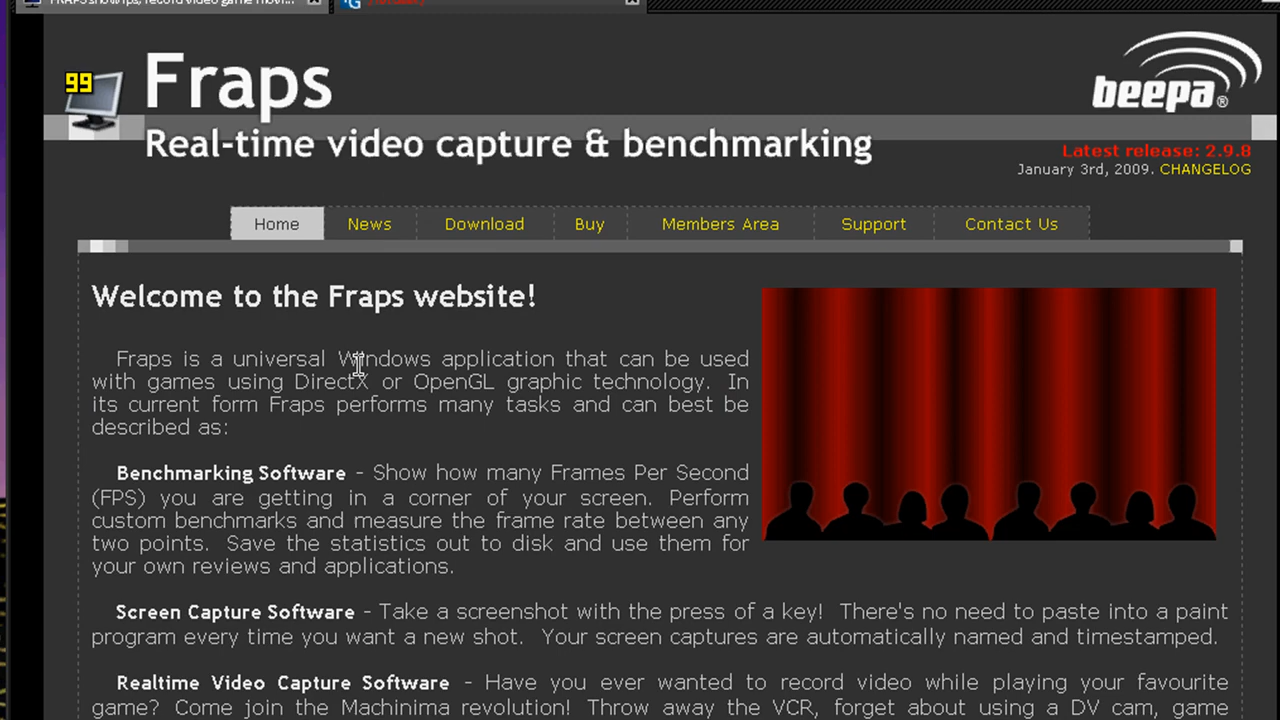 FRAPS show fps, record video game movi...
99
Fraps
beepa®
Real-time video capture & benchmarking
Latest release: 2.9.8
January 3rd, 2009. CHANGELOG
Home News Download Buy Members Area Support Contact Us
Welcome to the Fraps website!
Fraps is a universal Windows application that can be used
with games using DirectX or OpenGL graphic technology. In
its current form Fraps performs many tasks and can best be
described as:
Benchmarking Software - Show how many Frames Per Second
(FPS) you are getting in a corner of your screen. Perform
custom benchmarks and measure the frame rate between any
two points. Save the statistics out to disk and use them for
your own reviews and applications.
Screen Capture Software - Take a screenshot with the press of a key! There's no need to paste into a paint
program every time you want a new shot. Your screen captures are automatically named and timestamped.
Realtime Video Capture Software - Have you ever wanted to record video while playing your favourite
game? Come join the Machinima revolution! Throw away the VCR, forget about using a DV cam, game